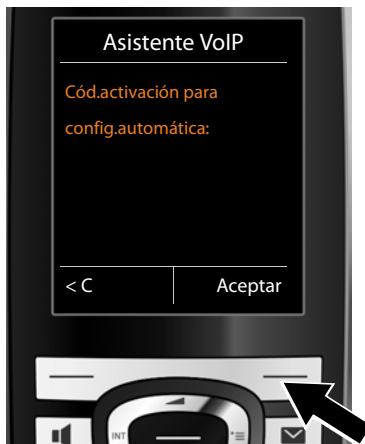 Asistente VoIP
Cód.activación para
config.automática:
< C
Aceptar
INT